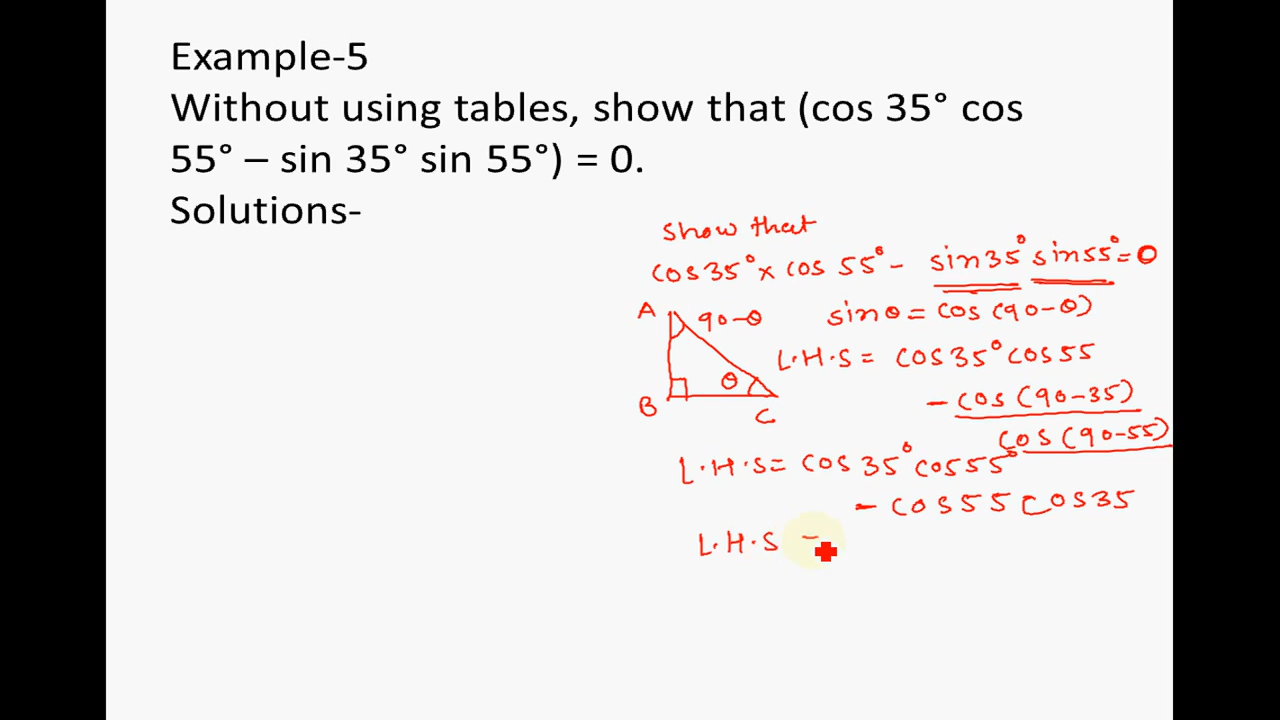 Example-5
Without using tables, show that (cos 35° cos
55° – sin 35° sin 55°) = 0.
Solutions-
show that
cos35° x cos 55° - sin35° sin55° = 0
A 90-θ
sinθ = cos (90-θ)
L.H.S = cos35° cos55
θ
B
C
- cos (90-35)
cos (90-55)
L.H.S = cos35° cos55°
- cos55 cos35
L.H.S =